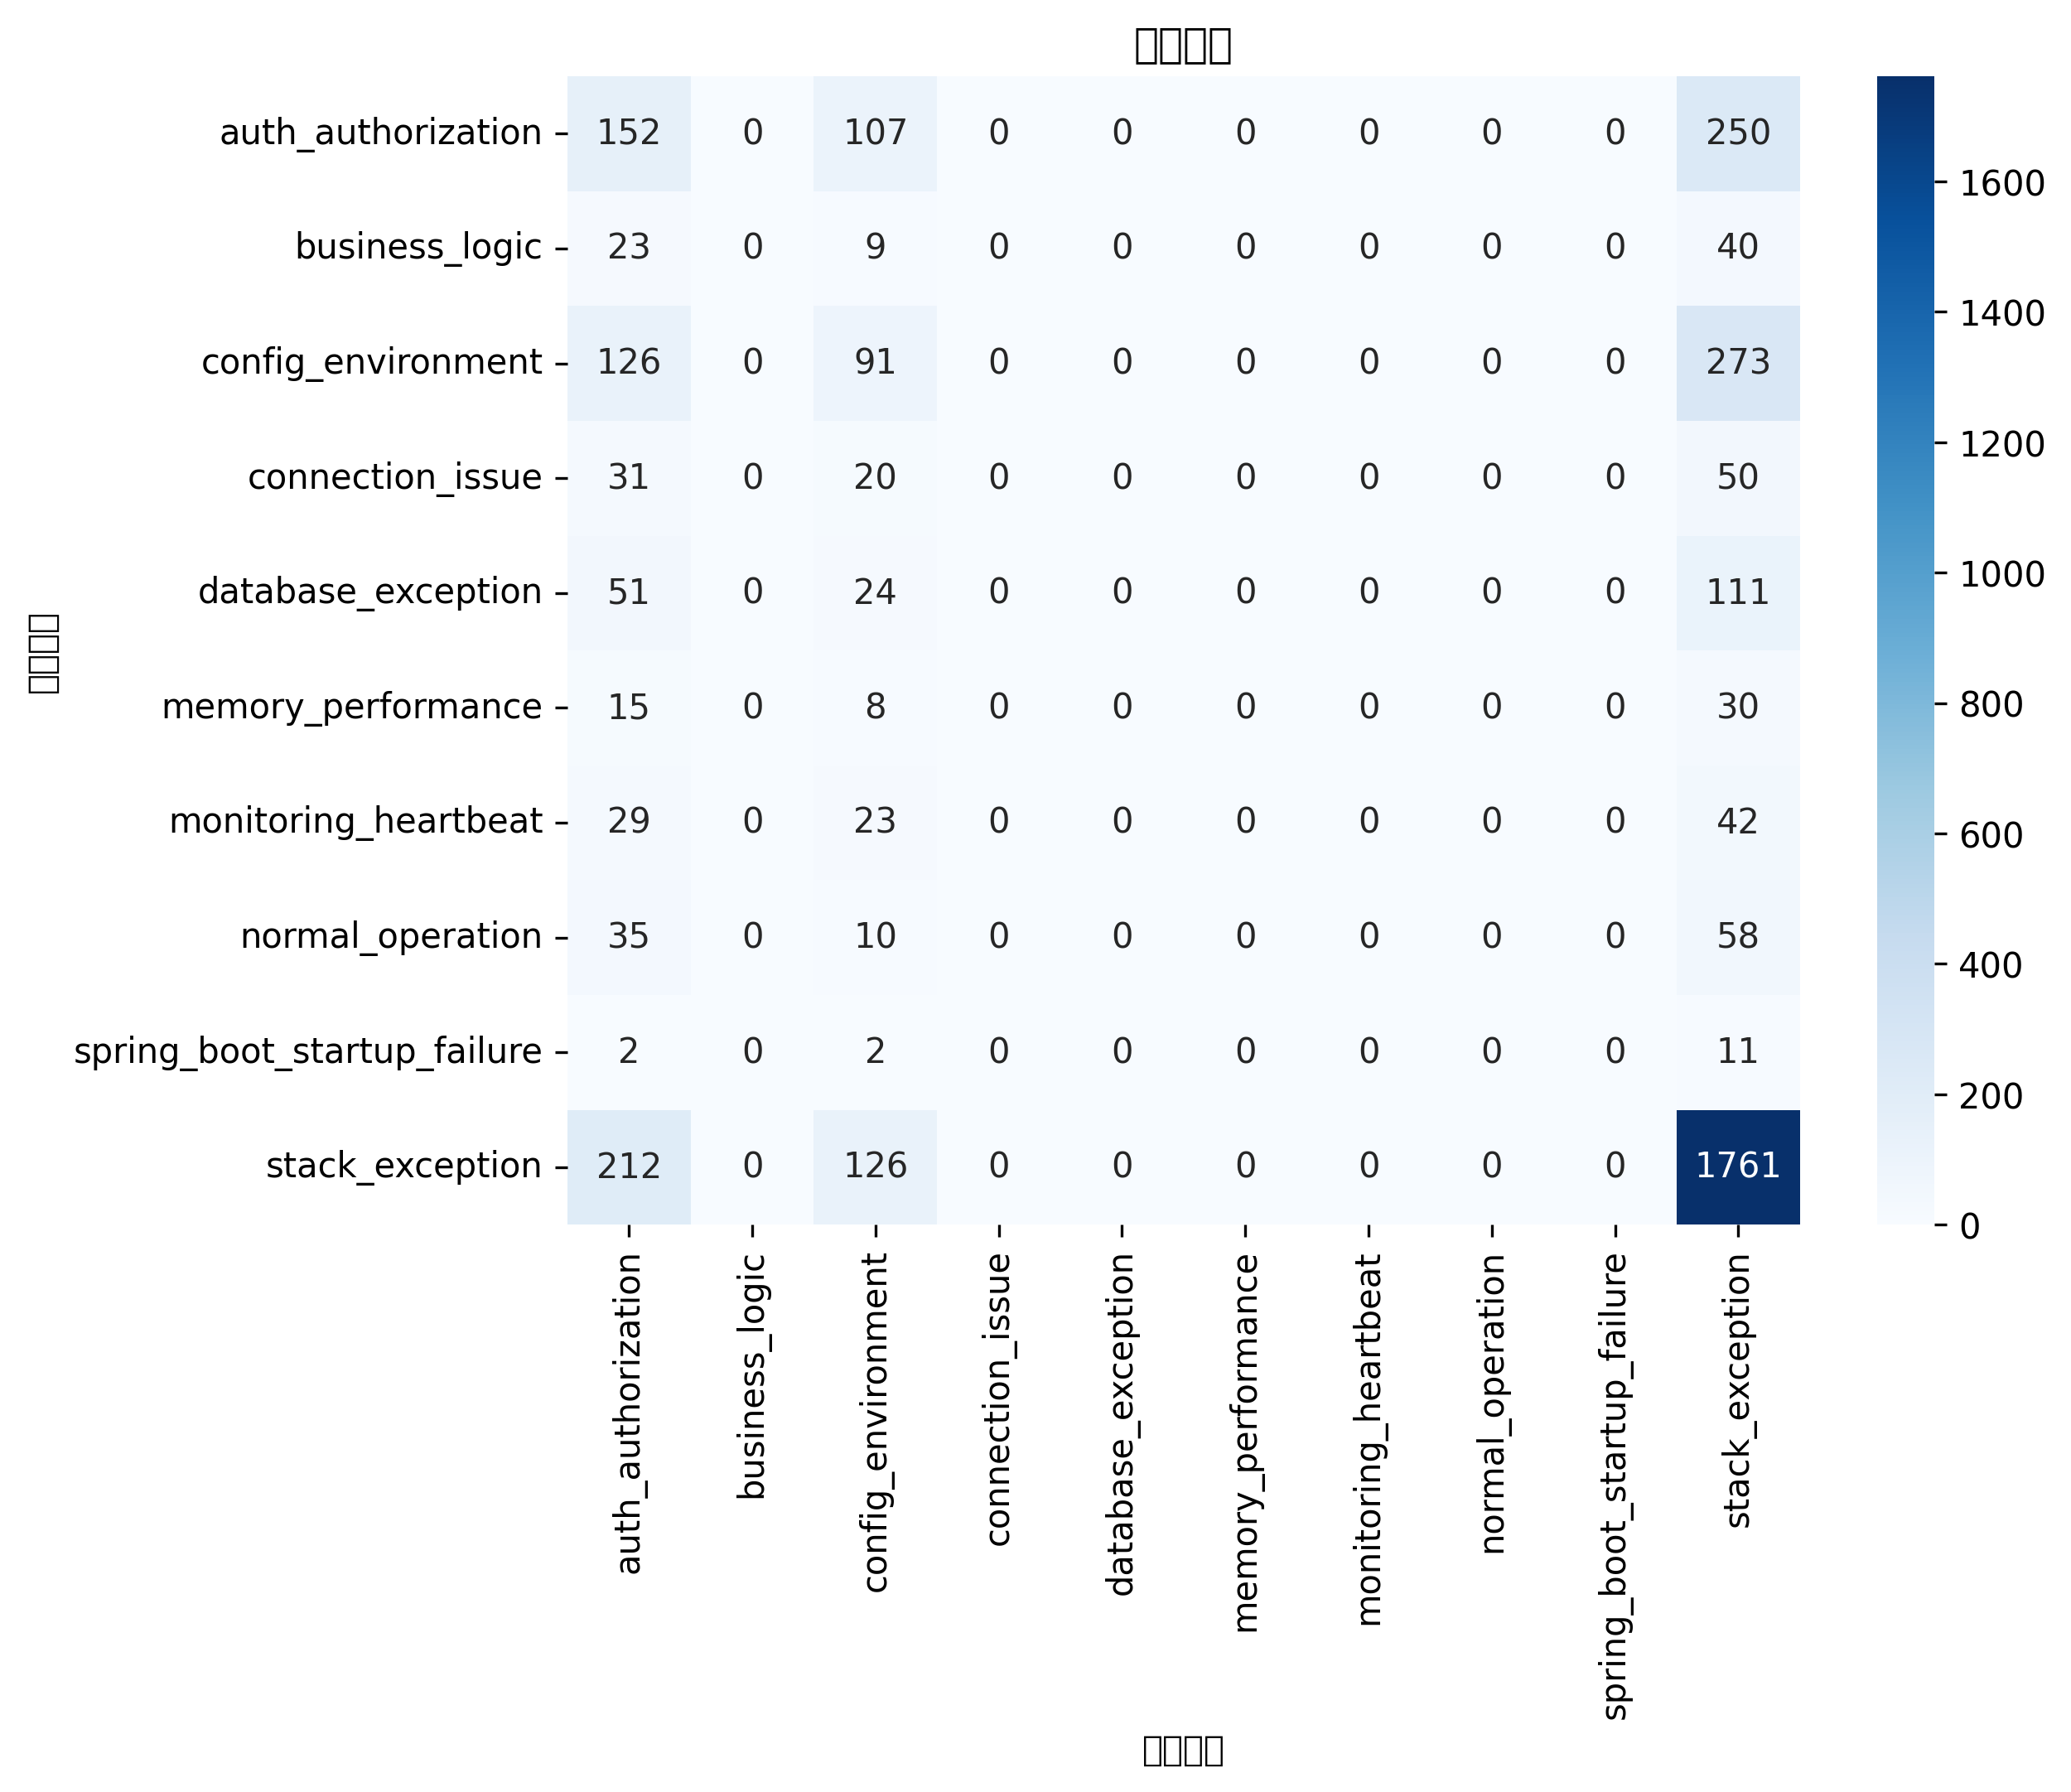 auth_authorization 152 0 107 0 0 0 0 0 0 250
business_logic 23 0 9 0 0 0 0 0 0 40
config_environment 126 0 91 0 0 0 0 0 0 273
connection_issue 31 0 20 0 0 0 0 0 0 50
database_exception 51 0 24 0 0 0 0 0 0 111
memory_performance 15 0 8 0 0 0 0 0 0 30
monitoring_heartbeat 29 0 23 0 0 0 0 0 0 42
normal_operation 35 0 10 0 0 0 0 0 0 58
spring_boot_startup_failure 2 0 2 0 0 0 0 0 0 11
stack_exception 212 0 126 0 0 0 0 0 0 1761
auth_authorization
business_logic
config_environment
connection_issue
database_exception
memory_performance
monitoring_heartbeat
normal_operation
spring_boot_startup_failure
stack_exception
1600
1400
1200
1000
800
600
400
200
0